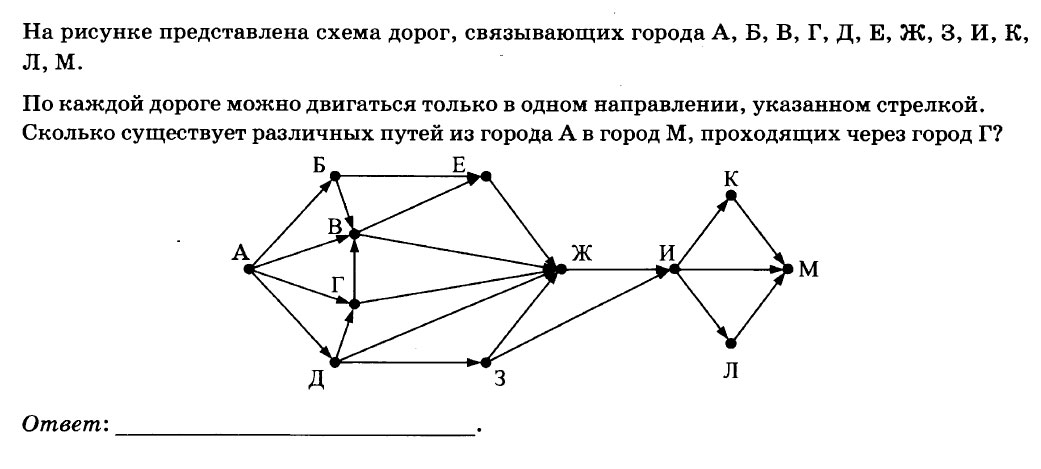 На рисунке представлена схема дорог, связывающих города А, Б, В, Г, Д, Е, Ж, З, И, К,
Л, М.
По каждой дороге можно двигаться только в одном направлении, указанном стрелкой.
Сколько существует различных путей из города А в город М, проходящих через город Г?
Б
Е
К
В
А
Ж
И
М
Г
Д
З
Л
Ответ: ____________________________.